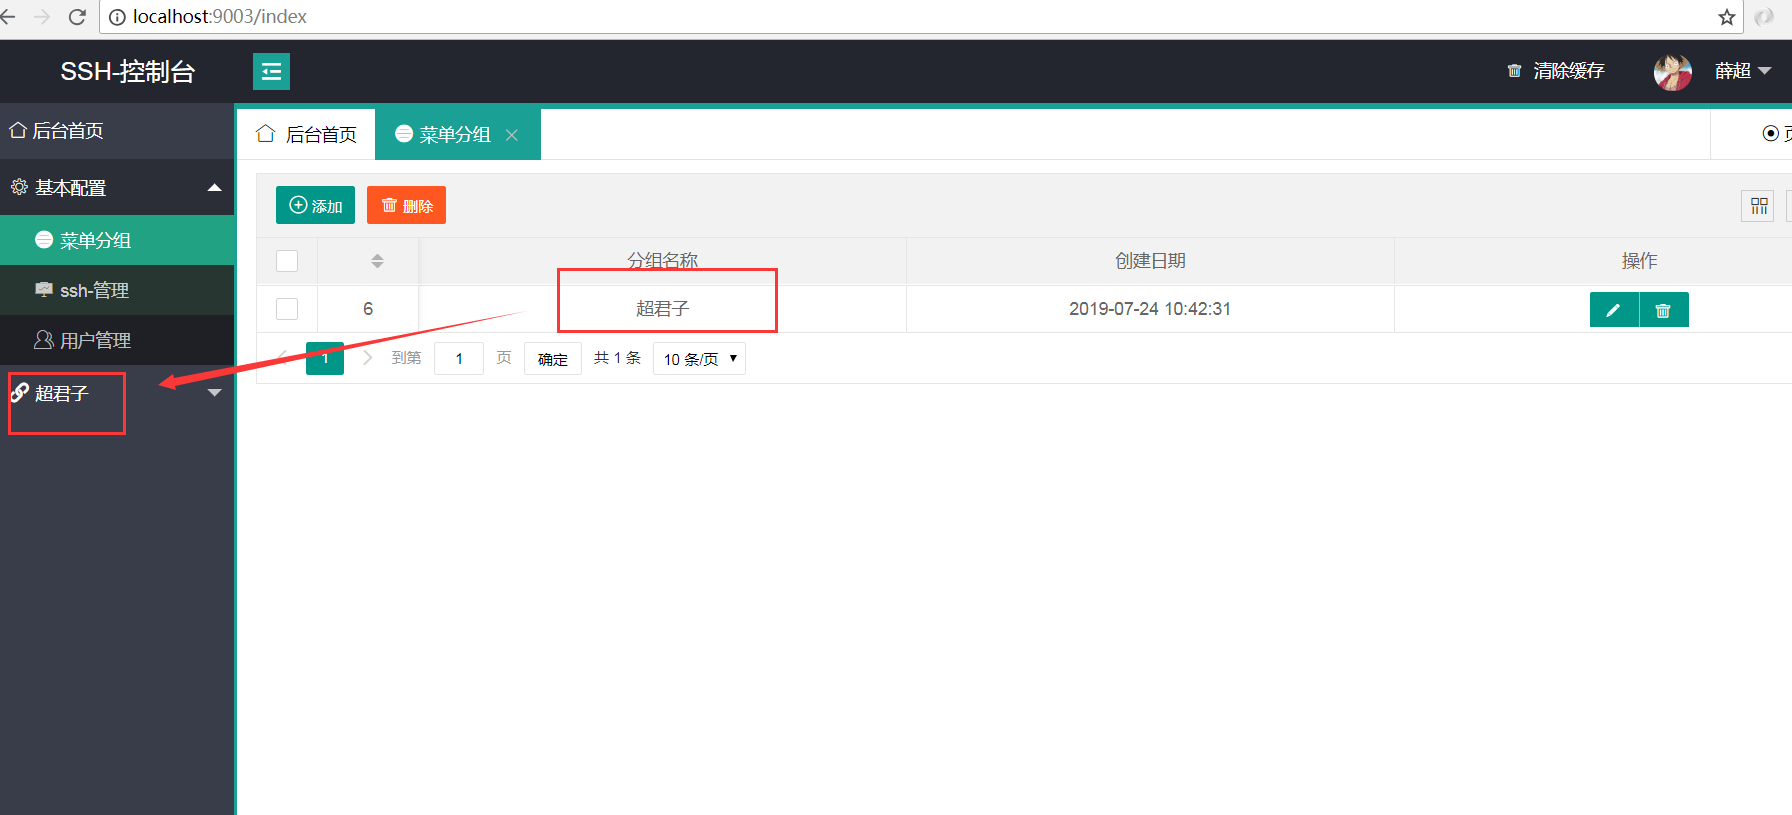 localhost:9003/index
SSH-控制台
清除缓存
薛超
后台首页
基本配置
菜单分组
ssh-管理
用户管理
超君子
后台首页
菜单分组
添加
删除
分组名称
创建日期
操作
6
超君子
2019-07-24 10:42:31
1
到第
1
页
确定
共 1 条
10 条/页